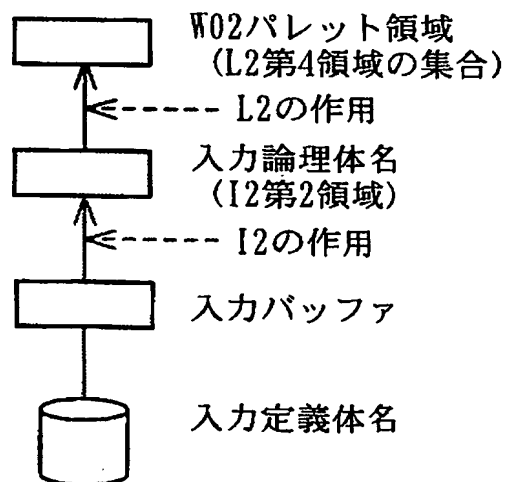 W02パレット領域
(L2第4領域の集合)
L2の作用
入力論理体名
(I2第2領域)
I2の作用
入力バッファ
入力定義体名